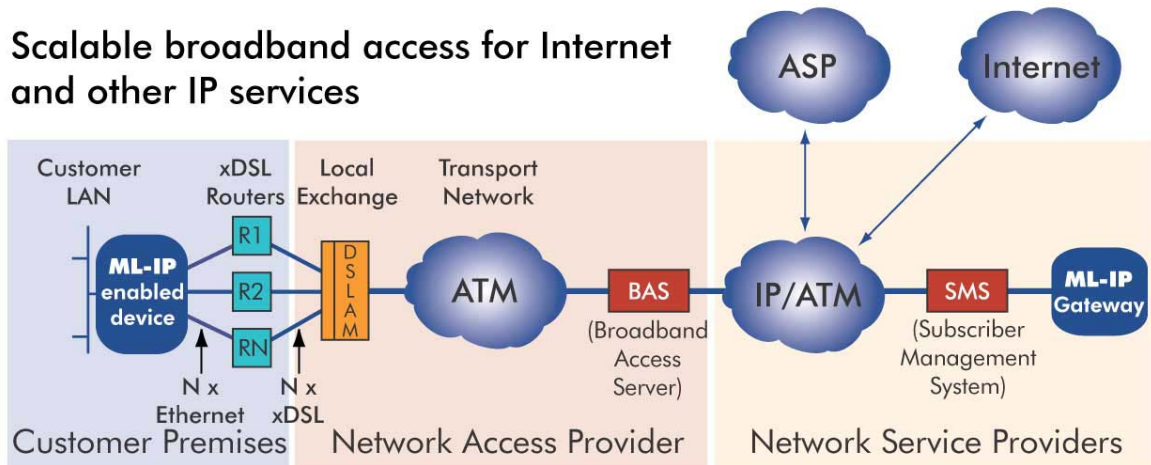 Scalable broadband access for Internet
and other IP services
ASP
Internet
Customer
LAN
xDSL
Routers
Local
Exchange
Transport
Network
R1
R2
RN
ML-IP
enabled
device
DSLAM
ATM
BAS
(Broadband
Access
Server)
IP/ATM
SMS
(Subscriber
Management
System)
ML-IP
Gateway
N x
Ethernet
N x
xDSL
Customer Premises
Network Access Provider
Network Service Providers